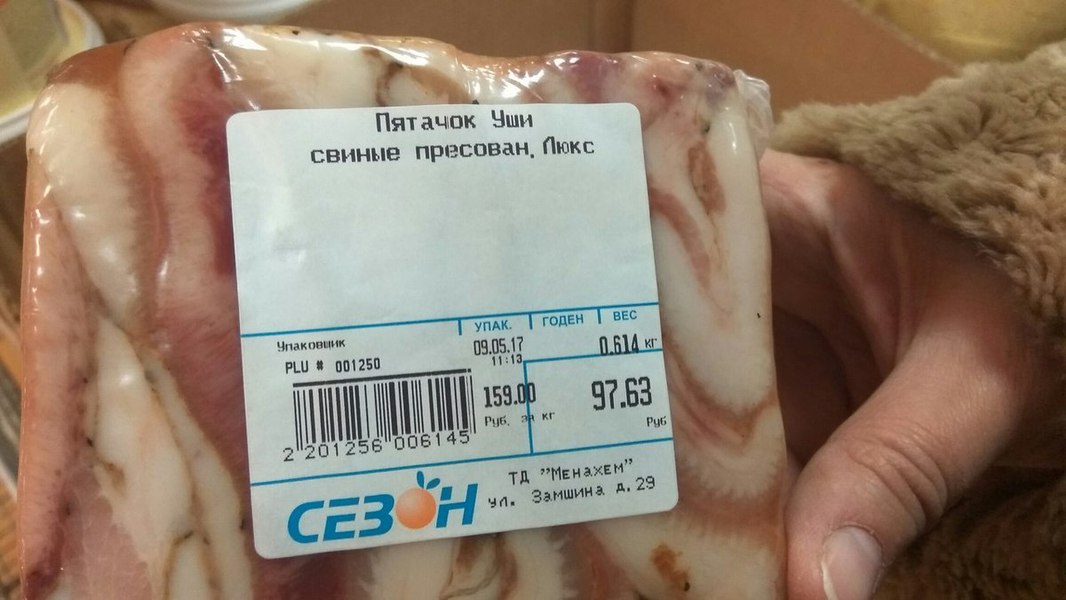 Пятачок Уши
свиные пресован. Люкс
УПАК. ГОДЕН ВЕС
Упаковщик 09.05.17 0.614 кг
11:13
PLU # 001250
159.00 97.63
Руб. за кг Руб
2 201256 006145
СЕЗОН
ТД "Менахем"
ул. Замшина д.29